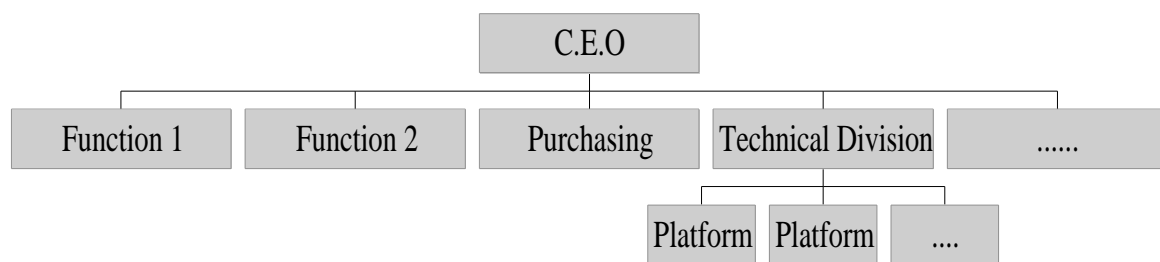 C.E.O
Function 1
Function 2
Purchasing
Technical Division
......
Platform
Platform
....